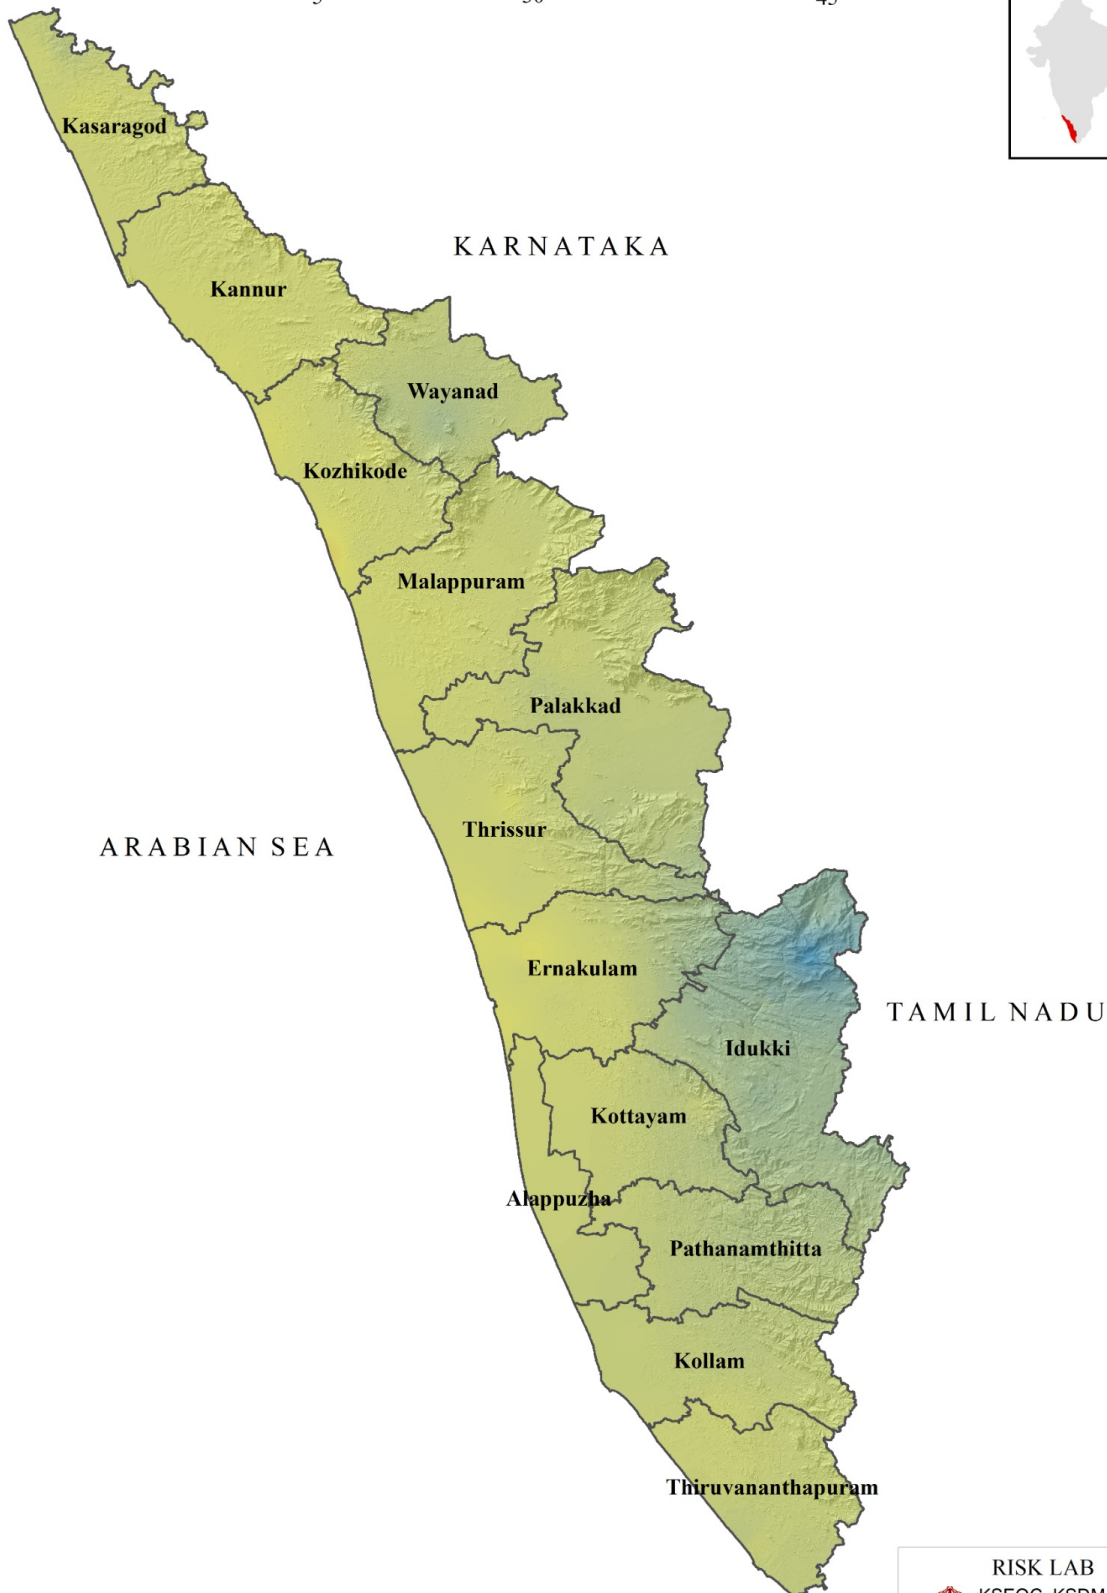 Kasaragod
KARNATAKA
Kannur
Wayanad
Kozhikode
Malappuram
Palakkad
Thrissur
ARABIAN SEA
Ernakulam
TAMIL NADU
Idukki
Kottayam
Alappuzha
Pathanamthitta
Kollam
Thiruvananthapuram
RISK LAB